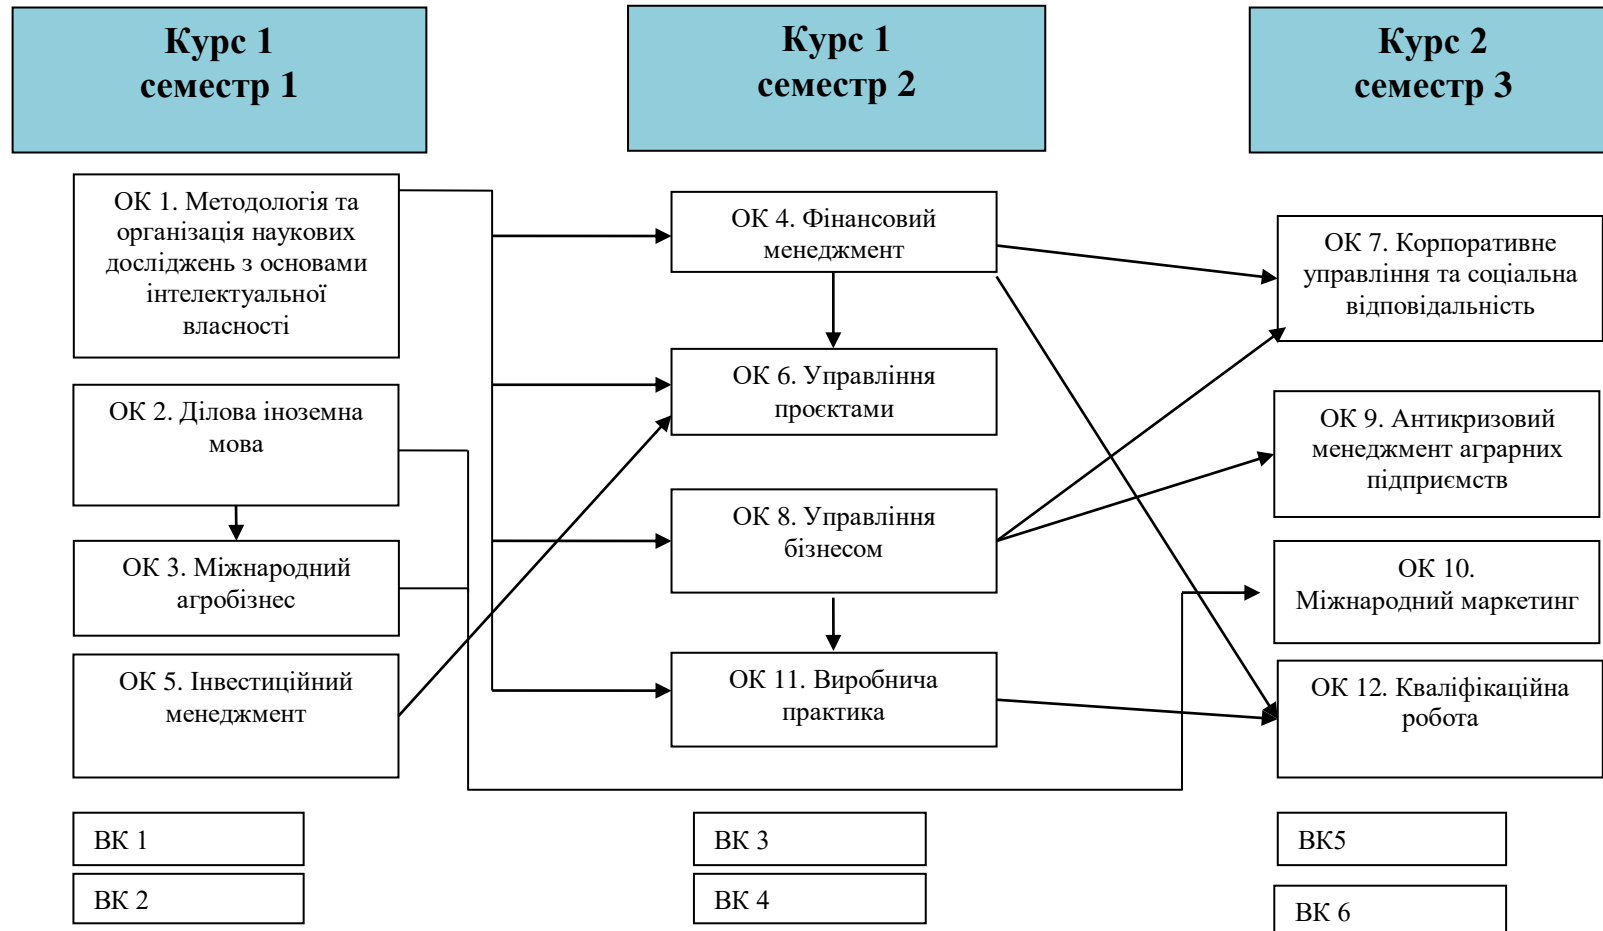 Курс 1
семестр 1
Курс 1
семестр 2
Курс 2
семестр 3
ОК 1. Методологія та
організація наукових
досліджень з основами
інтелектуальної
власності
ОК 2. Ділова іноземна
мова
ОК 3. Міжнародний
агробізнес
ОК 5. Інвестиційний
менеджмент
ВК 1
ВК 2
ОК 4. Фінансовий
менеджмент
ОК 6. Управління
проєктами
ОК 8. Управління
бізнесом
ОК 11. Виробнича
практика
ВК 3
ВК 4
ОК 7. Корпоративне
управління та соціальна
відповідальність
ОК 9. Антикризовий
менеджмент аграрних
підприємств
ОК 10.
Міжнародний маркетинг
ОК 12. Кваліфікаційна
робота
ВК5
ВК 6